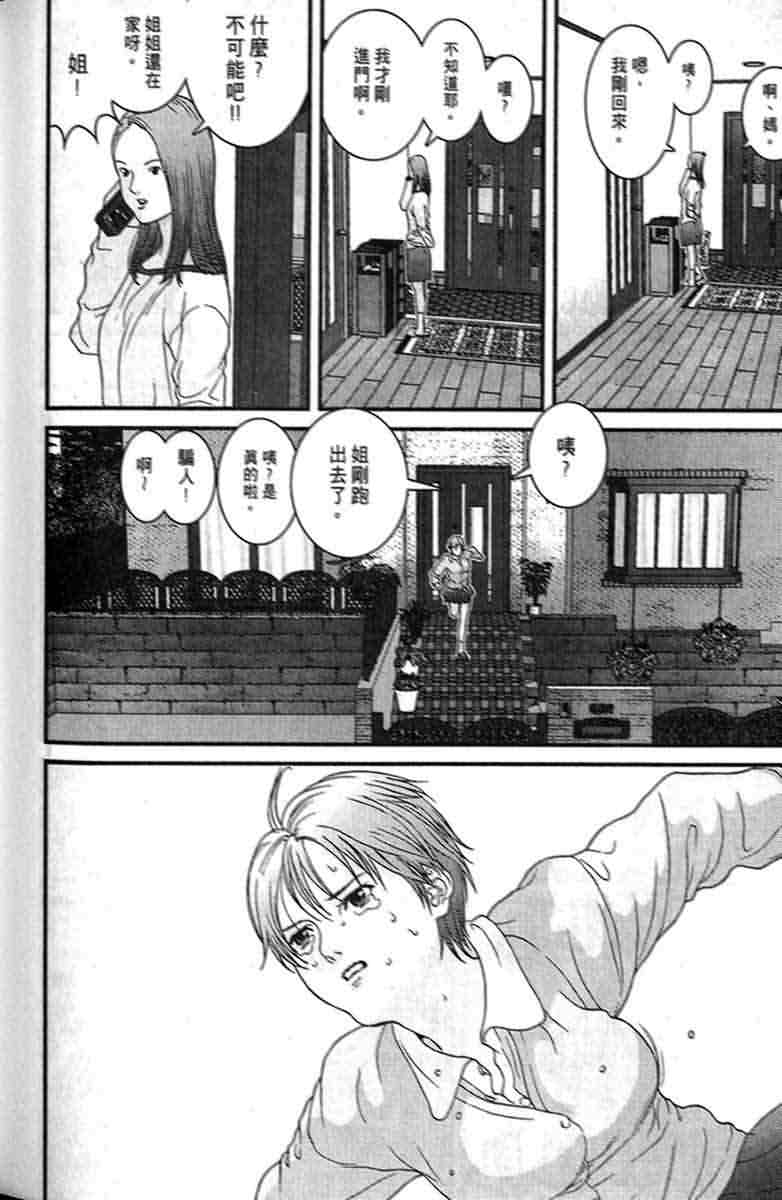 啊、媽。
咦？
嗯、
我剛回來。
咦？
不知道耶。
我才剛
進門啊。
什麼？
不可能吧!!
姐姐還在
家呀。
姐！
咦？
姐剛跑
出去了。
咦？是
真的啦。
騙人！
啊？